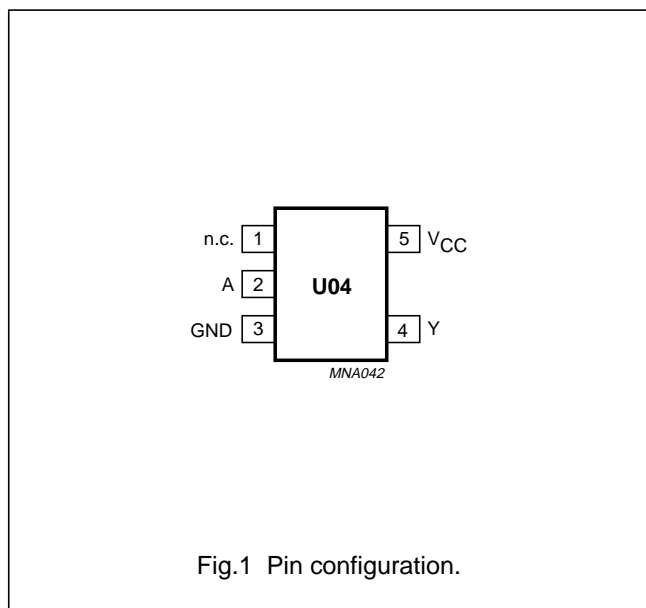 n.c. 1
A 2
GND 3
U04
5 VCC
4 Y
MNA042
Fig.1 Pin configuration.